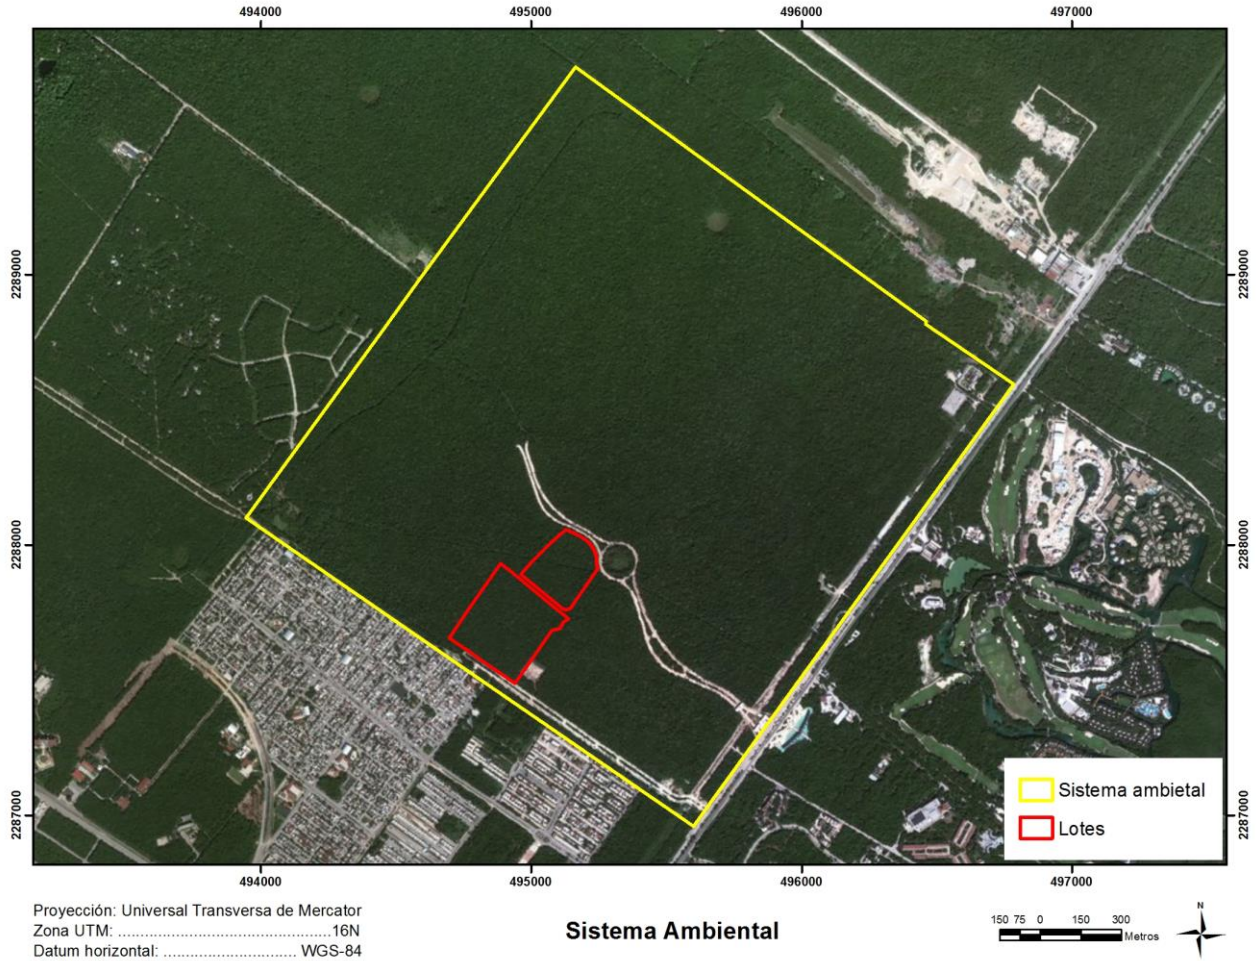 494000 495000 496000 497000
2289000 2289000
2288000 2288000
2287000 2287000
Sistema ambietal
Lotes
494000 495000 496000 497000
Proyección: Universal Transversa de Mercator
Zona UTM: ............................................16N
Datum horizontal: ............................ WGS-84
Sistema Ambiental
150 75 0 150 300
Metros
N